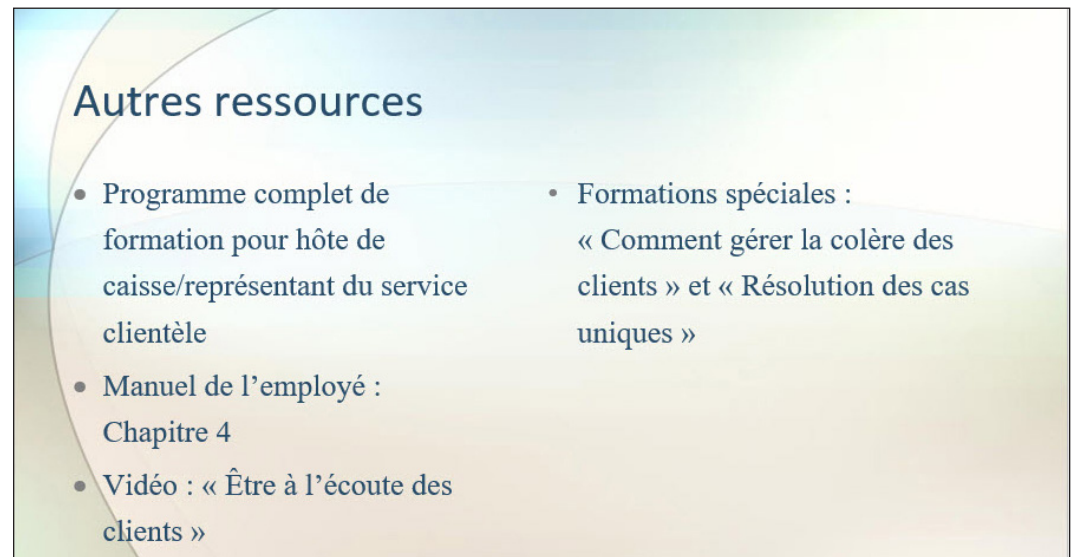 Autres ressources
• Programme complet de
formation pour hôte de
caisse/représentant du service
clientèle
• Manuel de l’employé :
Chapitre 4
• Vidéo : « Être à l’écoute des
clients »
• Formations spéciales :
« Comment gérer la colère des
clients » et « Résolution des cas
uniques »